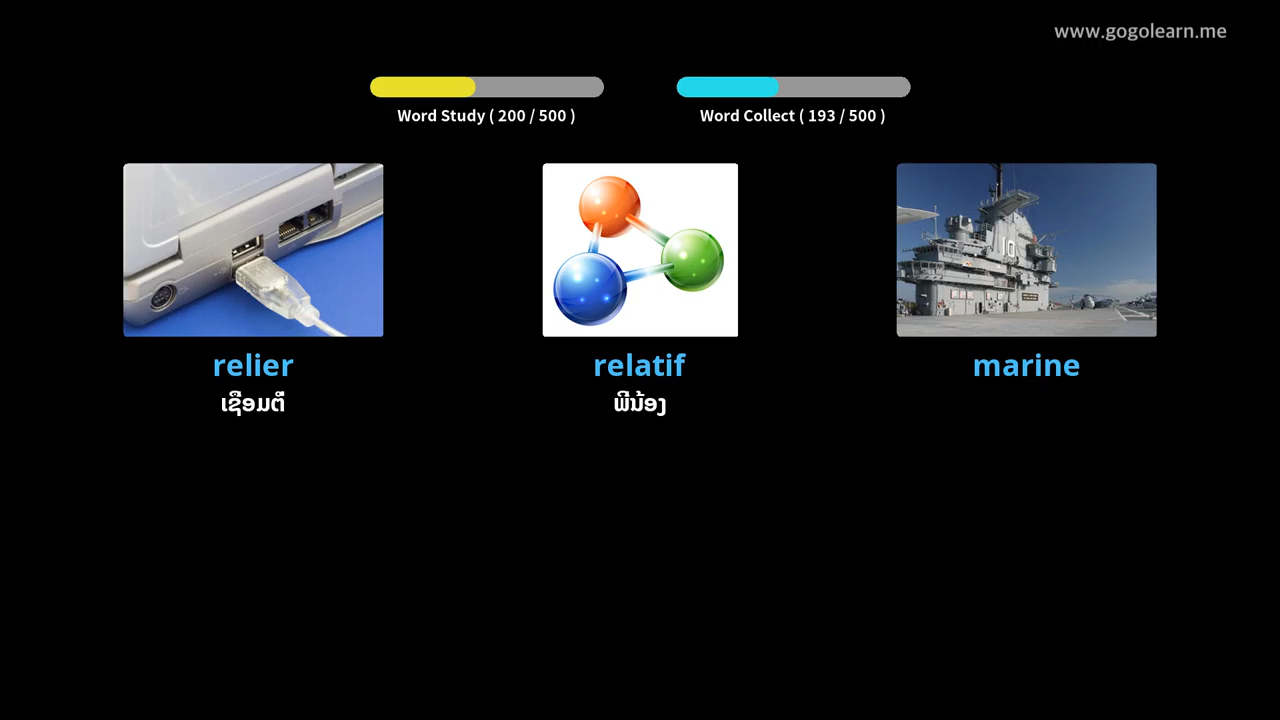 www.gogolearn.me
Word Study ( 200 / 500 )
Word Collect ( 193 / 500 )
10
relier
relatif
marine
ເຊື່ອມຕໍ່
ພີ່ນ້ອງ